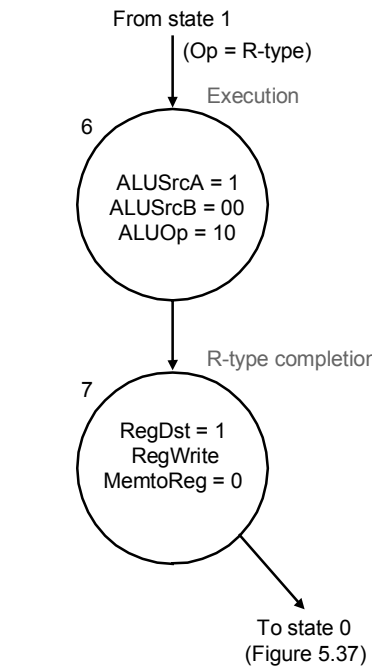 From state 1
(Op = R-type)
Execution
6
ALUSrcA = 1
ALUSrcB = 00
ALUOp = 10
R-type completion
7
RegDst = 1
RegWrite
MemtoReg = 0
To state 0
(Figure 5.37)